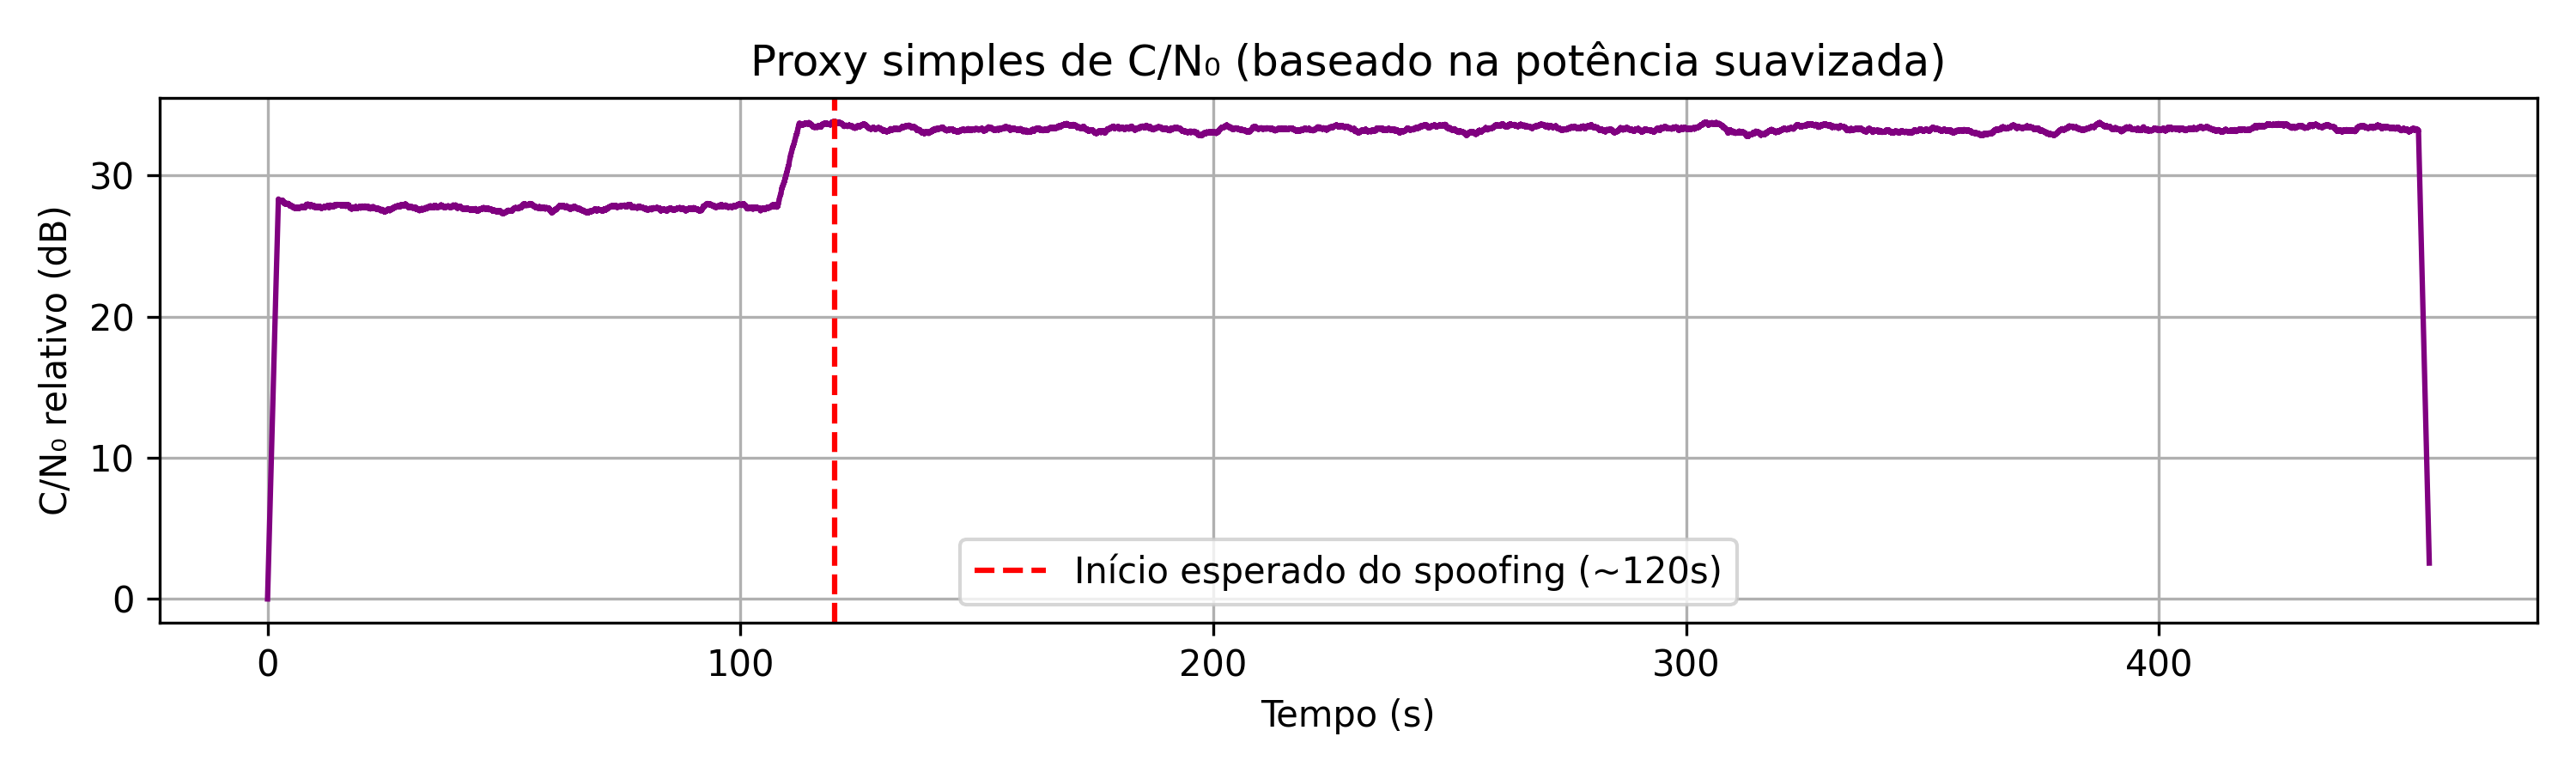 Proxy simples de C/N₀ (baseado na potência suavizada)
C/N₀ relativo (dB)
30
20
10
0
Início esperado do spoofing (~120s)
0 100 200 300 400
Tempo (s)